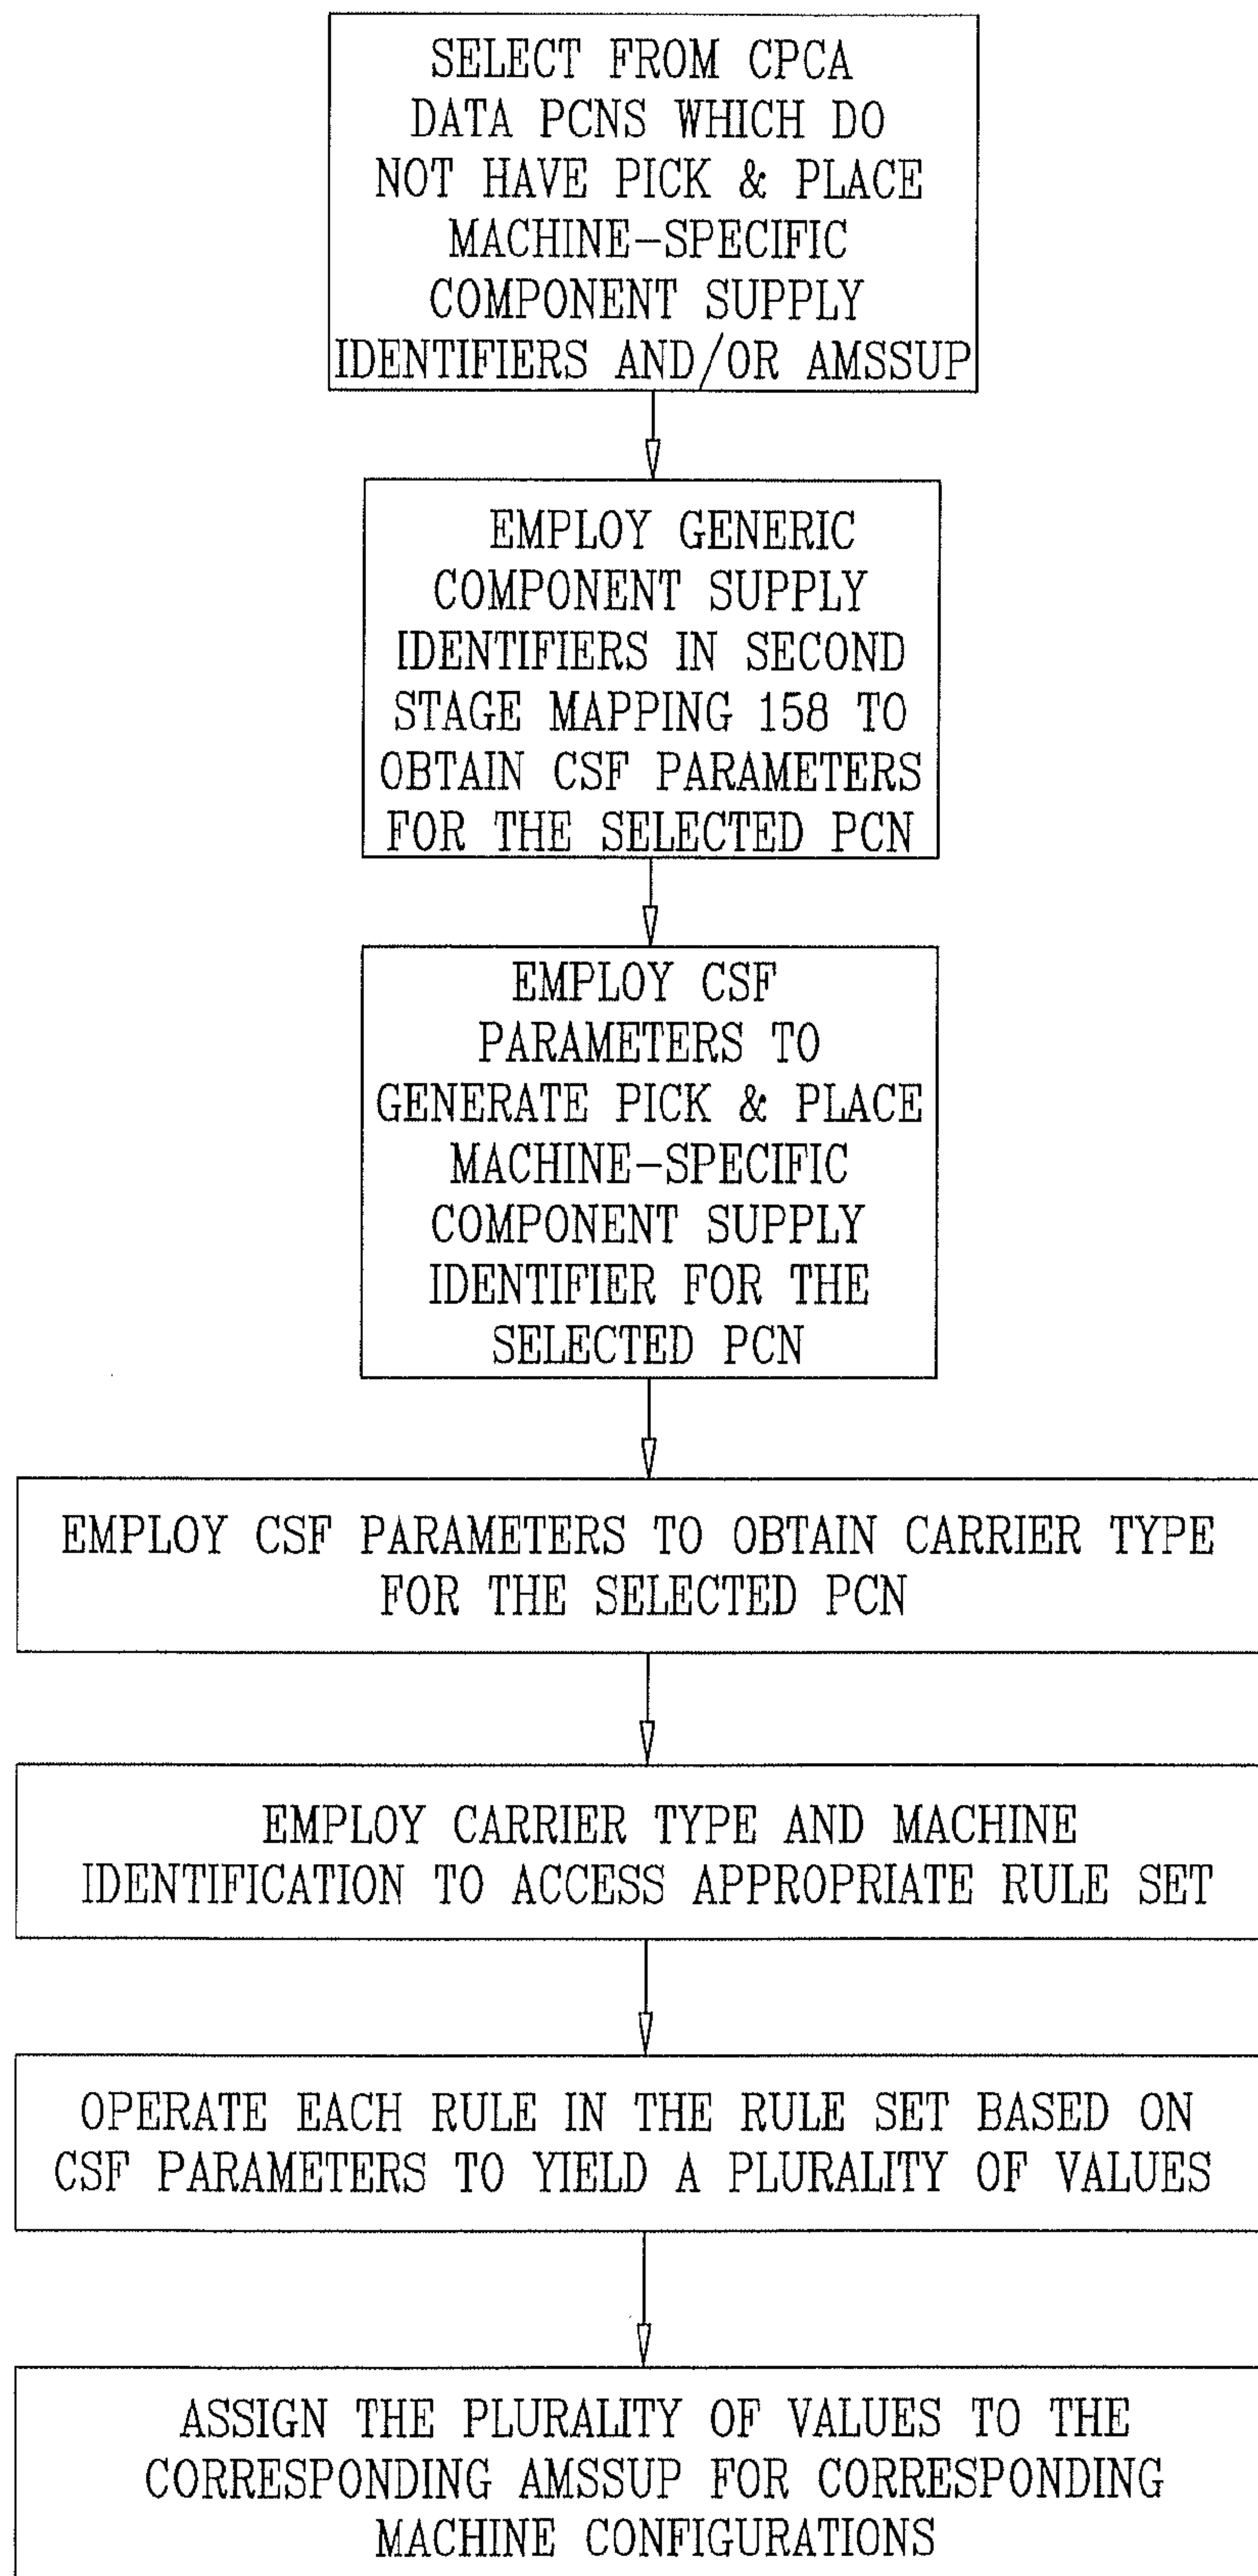 SELECT FROM CPCA
DATA PCNS WHICH DO
NOT HAVE PICK & PLACE
MACHINE-SPECIFIC
COMPONENT SUPPLY
IDENTIFIERS AND/OR AMSSUP
EMPLOY GENERIC
COMPONENT SUPPLY
IDENTIFIERS IN SECOND
STAGE MAPPING 158 TO
OBTAIN CSF PARAMETERS
FOR THE SELECTED PCN
EMPLOY CSF
PARAMETERS TO
GENERATE PICK & PLACE
MACHINE-SPECIFIC
COMPONENT SUPPLY
IDENTIFIER FOR THE
SELECTED PCN
EMPLOY CSF PARAMETERS TO OBTAIN CARRIER TYPE
FOR THE SELECTED PCN
EMPLOY CARRIER TYPE AND MACHINE
IDENTIFICATION TO ACCESS APPROPRIATE RULE SET
OPERATE EACH RULE IN THE RULE SET BASED ON
CSF PARAMETERS TO YIELD A PLURALITY OF VALUES
ASSIGN THE PLURALITY OF VALUES TO THE
CORRESPONDING AMSSUP FOR CORRESPONDING
MACHINE CONFIGURATIONS